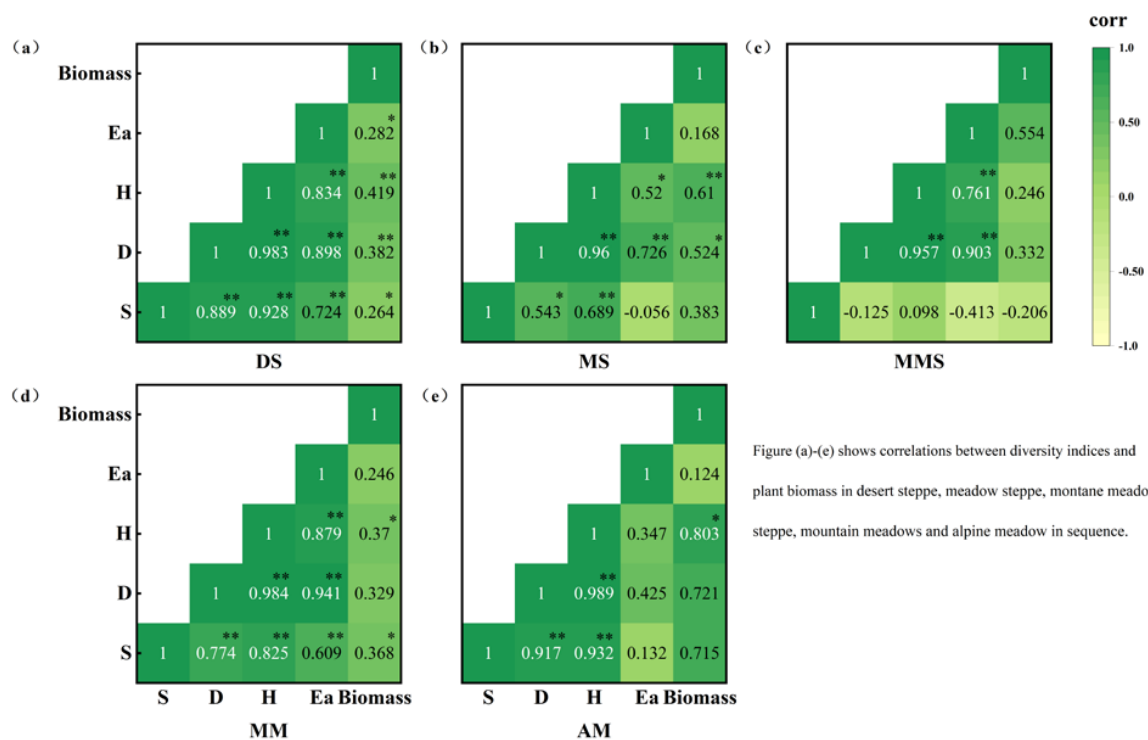 corr
(a)
(b)
(c)
Biomass 1 1 1 1.0
Ea 1 0.282* 1 0.168 1 0.554 0.50
H 1 0.834** 0.419** 1 0.52* 0.61** 1 0.761** 0.246 0.00
D 1 0.983** 0.898** 0.382** 1 0.96** 0.726** 0.524* 1 0.957** 0.903** 0.332 -0.50
S 1 0.889** 0.928** 0.724** 0.264* 1 0.543* 0.689** -0.056 0.383 1 -0.125 0.098 -0.413 -0.206 -1.0
DS MS MMS
(d)
(e)
Biomass 1 1
Ea 1 0.246 1 0.124
H 1 0.879** 0.37* 1 0.347 0.803*
D 1 0.984** 0.941** 0.329 1 0.989** 0.425 0.721
S 1 0.774** 0.825** 0.609** 0.368* 1 0.917** 0.932** 0.132 0.715
S D H Ea Biomass S D H Ea Biomass
MM AM
Figure (a)-(e) shows correlations between diversity indices and
plant biomass in desert steppe, meadow steppe, montane meado
steppe, mountain meadows and alpine meadow in sequence.